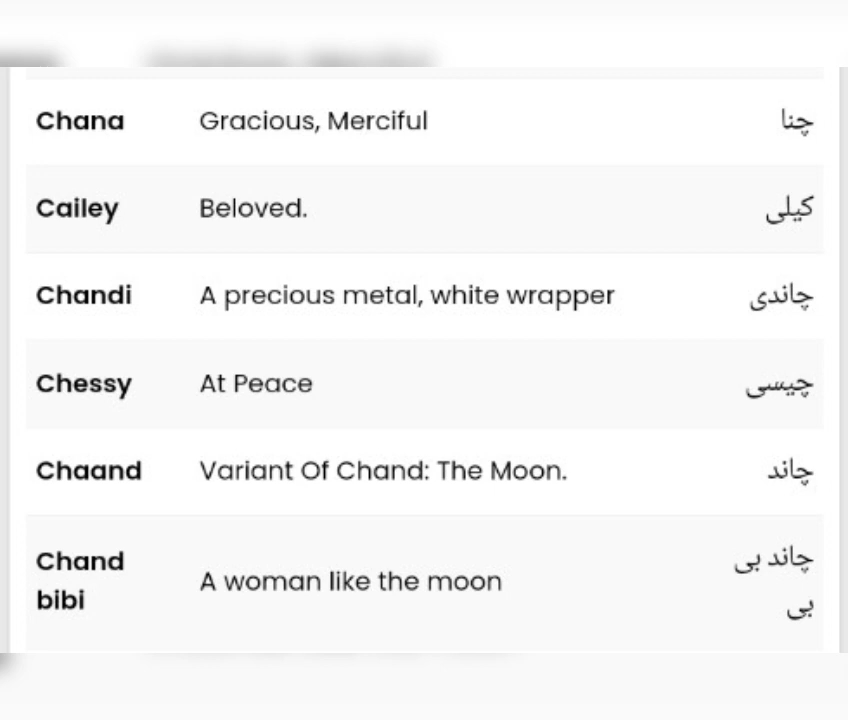 Chana Gracious, Merciful چنا
Cailey Beloved. کیلی
Chandi A precious metal, white wrapper چاندی
Chessy At Peace چیسی
Chaand Variant Of Chand: The Moon. چاند
Chand bibi A woman like the moon چاند بی
بی